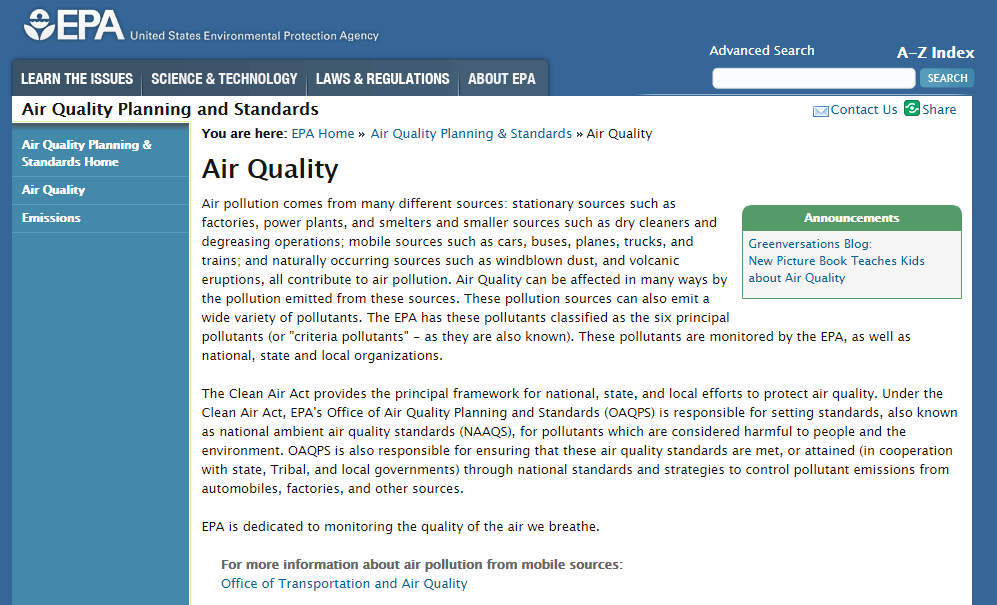 EPA United States Environmental Protection Agency
Advanced Search A–Z Index
LEARN THE ISSUES SCIENCE & TECHNOLOGY LAWS & REGULATIONS ABOUT EPA
SEARCH
Air Quality Planning and Standards
Contact Us Share
You are here: EPA Home » Air Quality Planning & Standards » Air Quality
Air Quality Planning &
Standards Home
Air Quality
Emissions
Air Quality
Air pollution comes from many different sources: stationary sources such as
factories, power plants, and smelters and smaller sources such as dry cleaners and
degreasing operations; mobile sources such as cars, buses, planes, trucks, and
trains; and naturally occurring sources such as windblown dust, and volcanic
eruptions, all contribute to air pollution. Air Quality can be affected in many ways by
the pollution emitted from these sources. These pollution sources can also emit a
wide variety of pollutants. The EPA has these pollutants classified as the six principal
pollutants (or "criteria pollutants" – as they are also known). These pollutants are monitored by the EPA, as well as
national, state and local organizations.
Announcements
Greenversations Blog:
New Picture Book Teaches Kids
about Air Quality
The Clean Air Act provides the principal framework for national, state, and local efforts to protect air quality. Under the
Clean Air Act, EPA's Office of Air Quality Planning and Standards (OAQPS) is responsible for setting standards, also known
as national ambient air quality standards (NAAQS), for pollutants which are considered harmful to people and the
environment. OAQPS is also responsible for ensuring that these air quality standards are met, or attained (in cooperation
with state, Tribal, and local governments) through national standards and strategies to control pollutant emissions from
automobiles, factories, and other sources.
EPA is dedicated to monitoring the quality of the air we breathe.
For more information about air pollution from mobile sources:
Office of Transportation and Air Quality